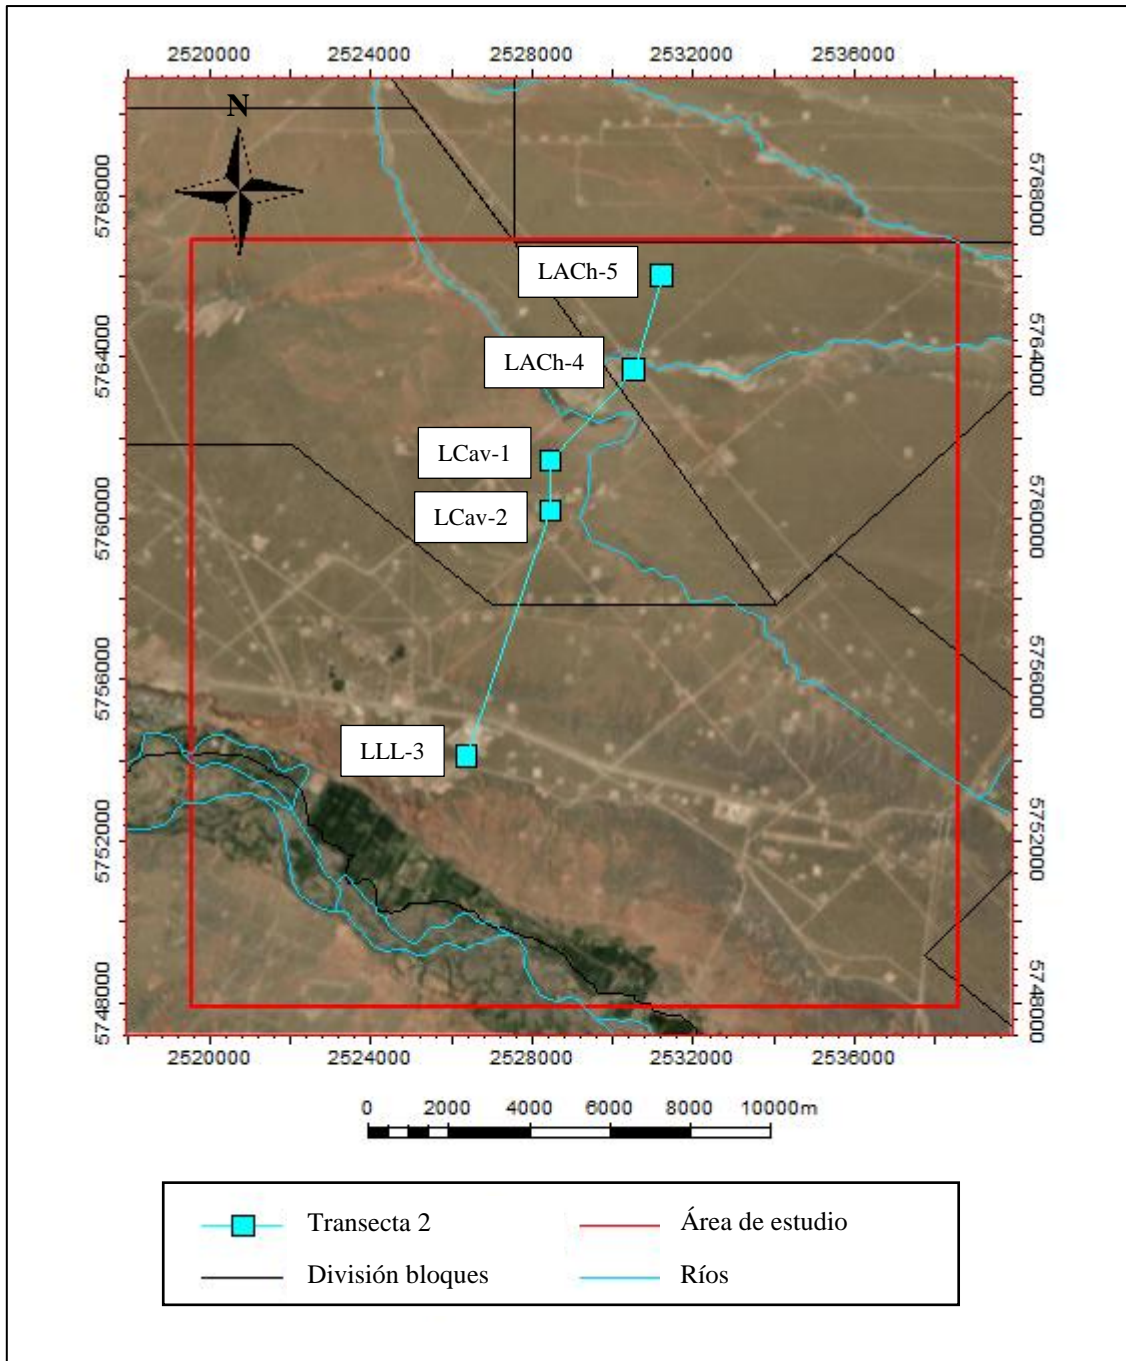 2520000 2524000 2528000 2532000 2536000
N
5768000 5768000
LACh-5
LACh-4
5764000 5764000
LCav-1
LCav-2
5760000 5760000
5756000 5756000
LLL-3
5752000 5752000
5748000 5748000
2520000 2524000 2528000 2532000 2536000
0 2000 4000 6000 8000 10000m
Transecta 2 Área de estudio
División bloques Ríos